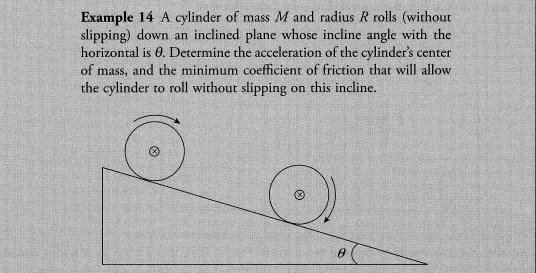 Example 14 A cylinder of mass M and radius R rolls (without
slipping) down an inclined plane whose incline angle with the
horizontal is θ. Determine the acceleration of the cylinder's center
of mass, and the minimum coefficient of friction that will allow
the cylinder to roll without slipping on this incline.
θ